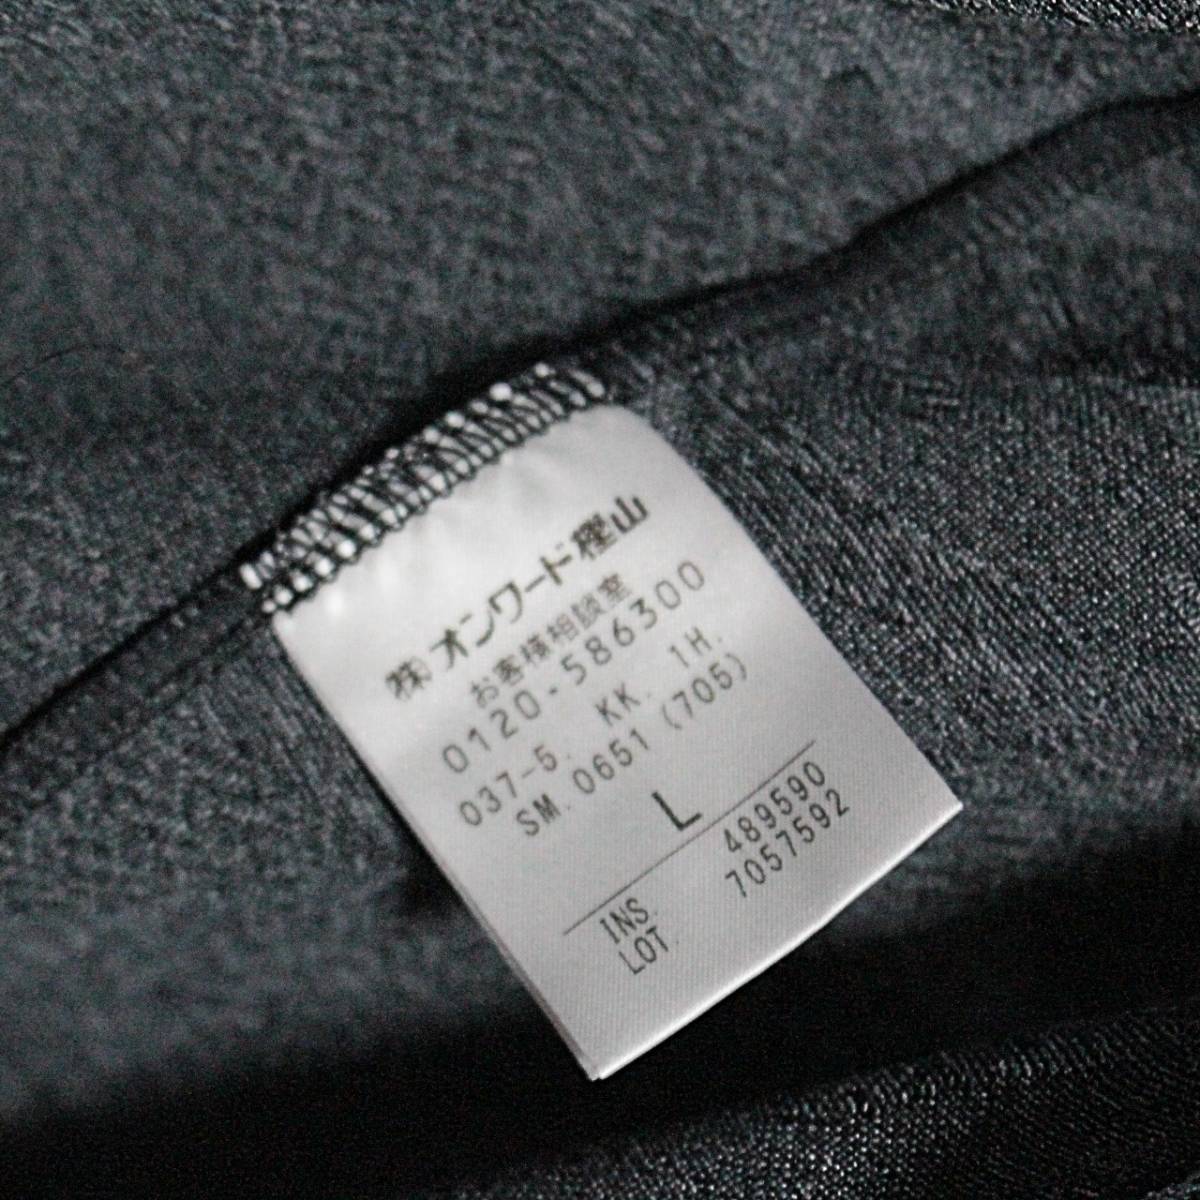 ㈱オンワード樫山
お客様相談室
0120-586300
037-5. KK. 1H.
SM. 0651 (705)
L
INS. 489590
LOT. 7057592